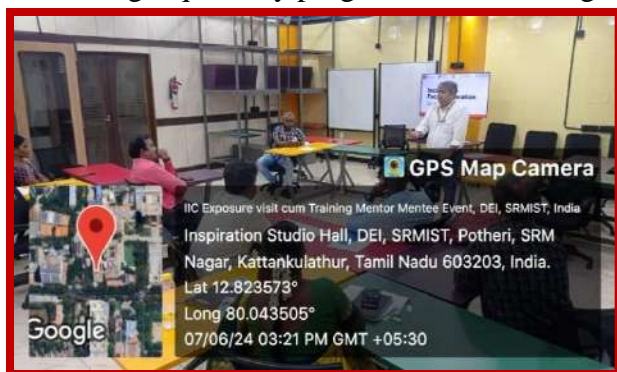 GPS Map Camera
IIC Exposure visit cum Training Mentor Mentee Event, DEI, SRMIST, India
Inspiration Studio Hall, DEI, SRMIST, Potheri, SRM
Nagar, Kattankulathur, Tamil Nadu 603203, India.
Lat 12.823573°
Long 80.043505°
07/06/24 03:21 PM GMT +05:30
Google